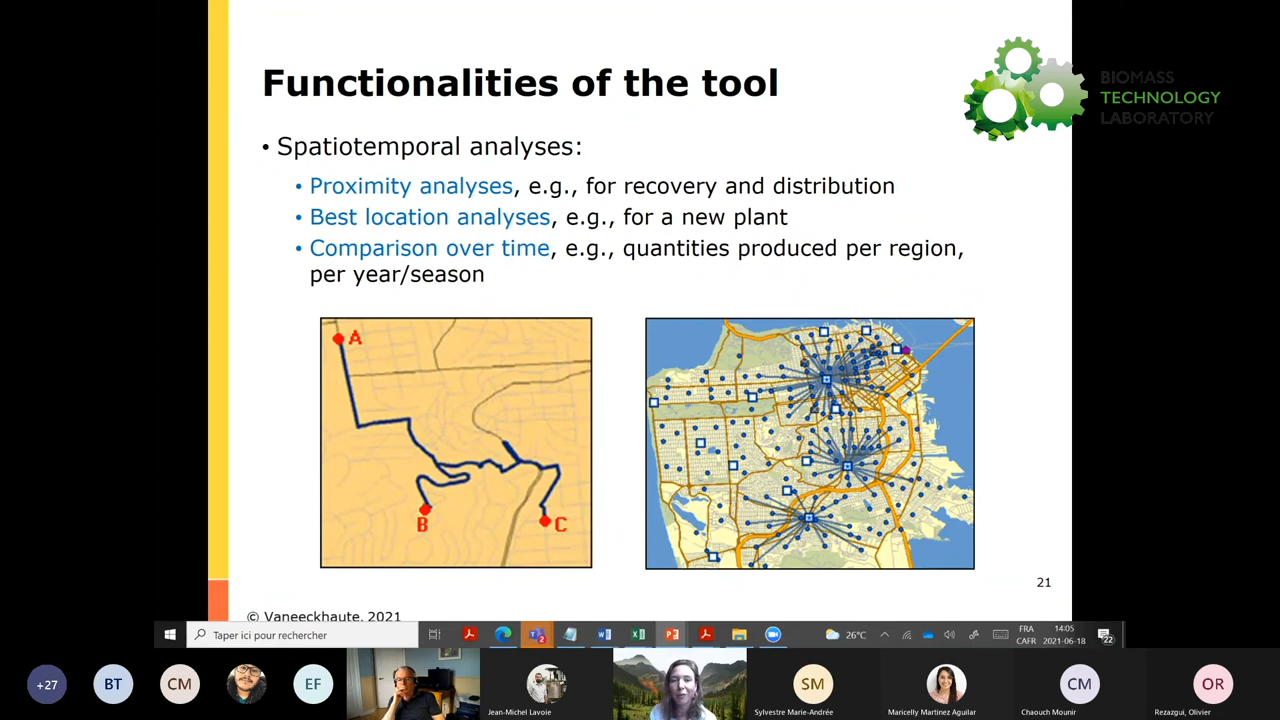 Functionalities of the tool
BIOMASS
TECHNOLOGY
LABORATORY
• Spatiotemporal analyses:
• Proximity analyses, e.g., for recovery and distribution
• Best location analyses, e.g., for a new plant
• Comparison over time, e.g., quantities produced per region,
per year/season
A
B
C
21
© Vaneeckhaute, 2021
Taper ici pour rechercher
2
26°C
FRA
CAFR
14:05
2021-06-18
22
+27
BT
CM
EF
Jean-Michel Lavoie
SM
Sylvestre Marie-Andrée
Maricelly Martinez Aguilar
CM
Chaouch Mounir
OR
Rezazgui, Olivier